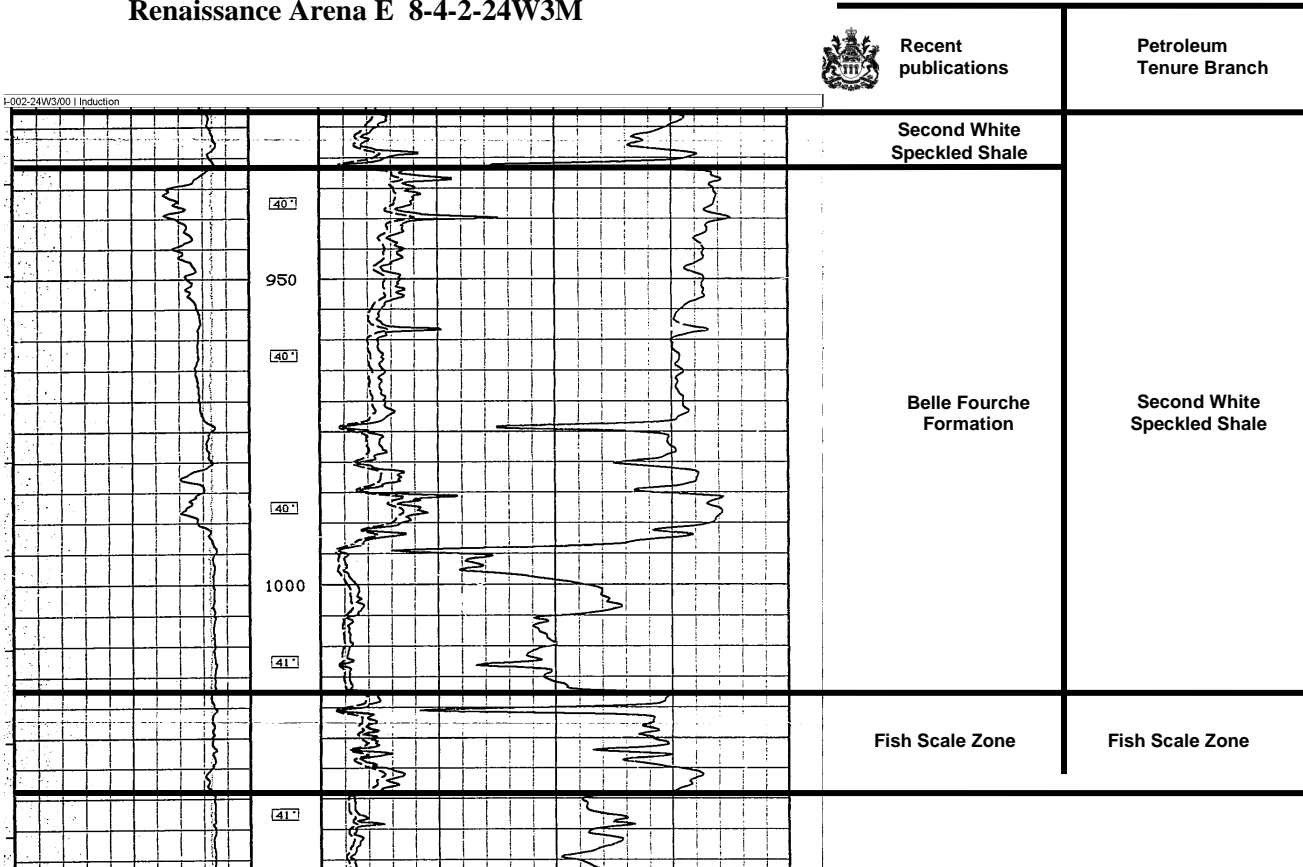 Renaissance Arena E 8-4-2-24W3M
Recent
publications
Petroleum
Tenure Branch
-002-24W3/00 | Induction
Second White
Speckled Shale
40°
950
40°
Belle Fourche
Formation
Second White
Speckled Shale
40°
1000
41°
Fish Scale Zone
Fish Scale Zone
41°